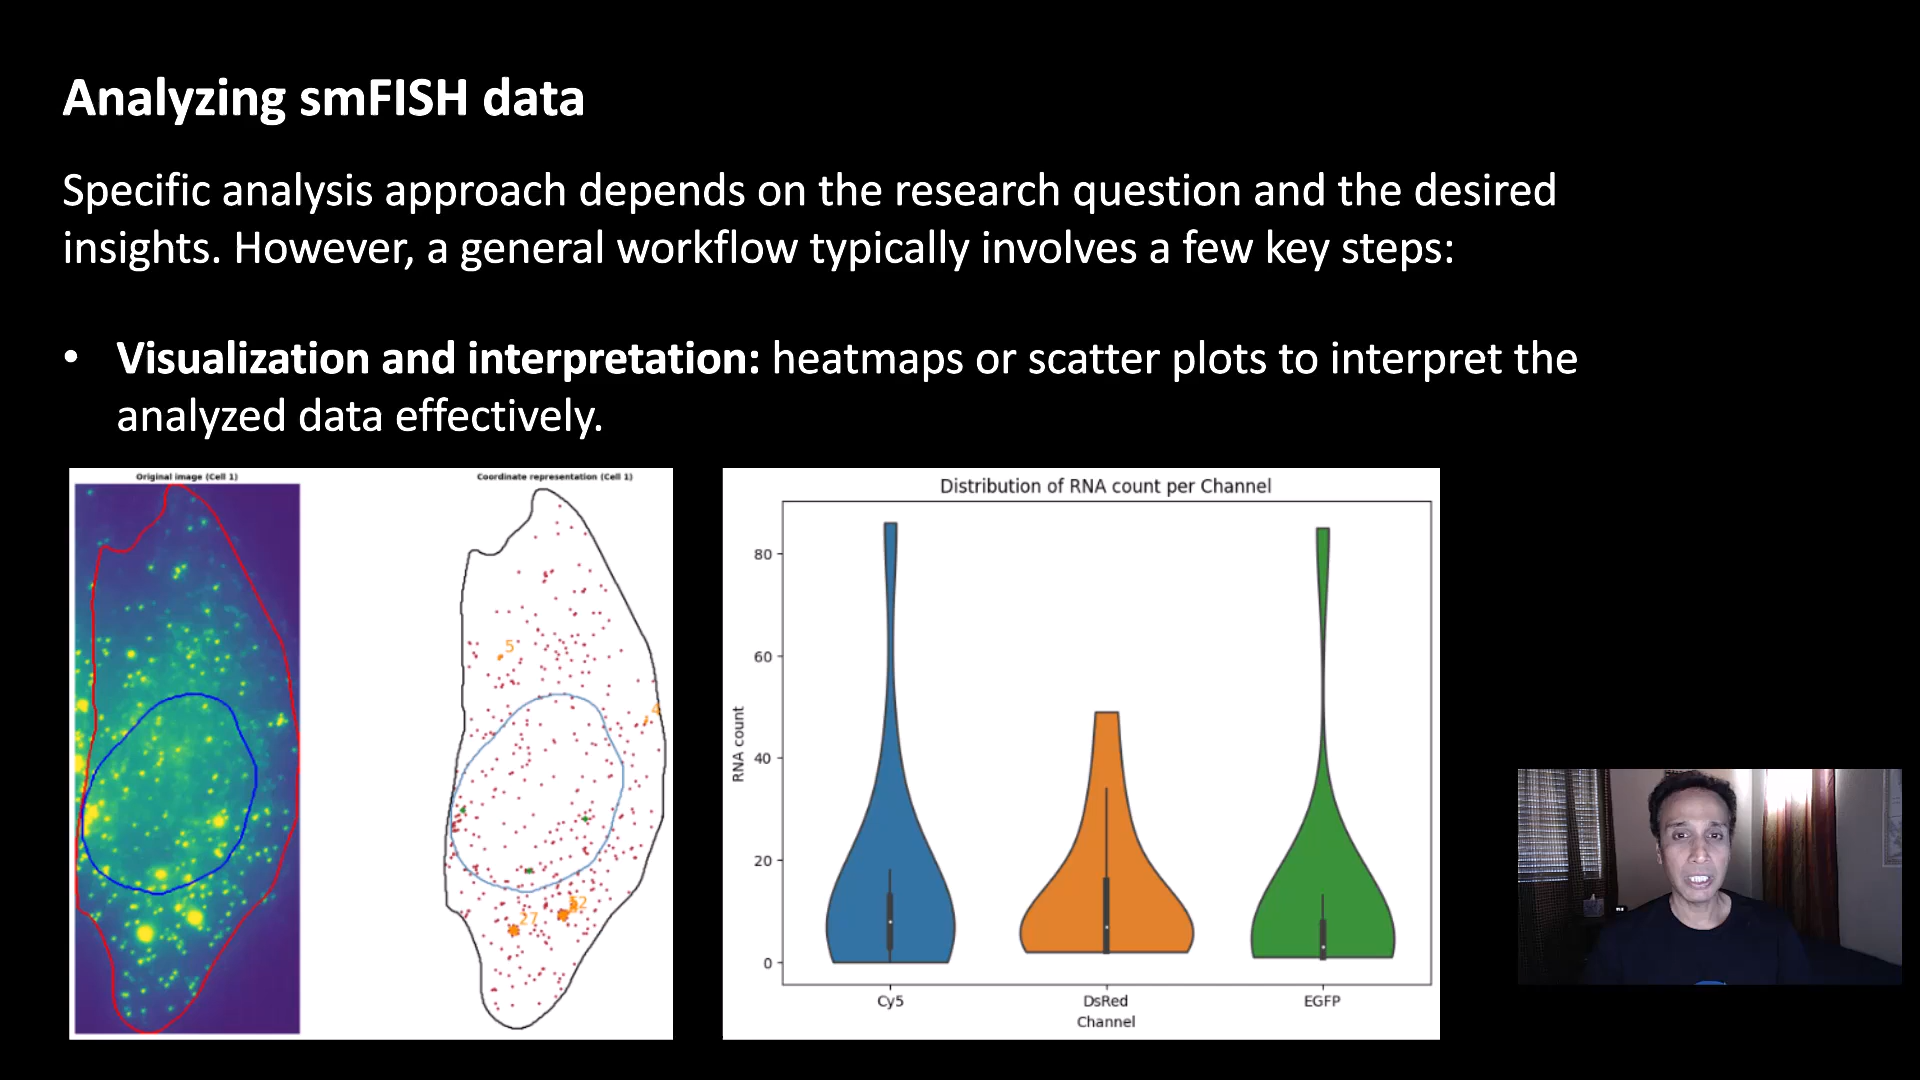 Analyzing smFISH data
Specific analysis approach depends on the research question and the desired
insights. However, a general workflow typically involves a few key steps:
• Visualization and interpretation: heatmaps or scatter plots to interpret the
analyzed data effectively.
Original image (Cell 1)
Coordinate representation (Cell 1)
5
4
27
Distribution of RNA count per Channel
RNA count
80
60
40
20
0
Cy5
DsRed
EGFP
Channel